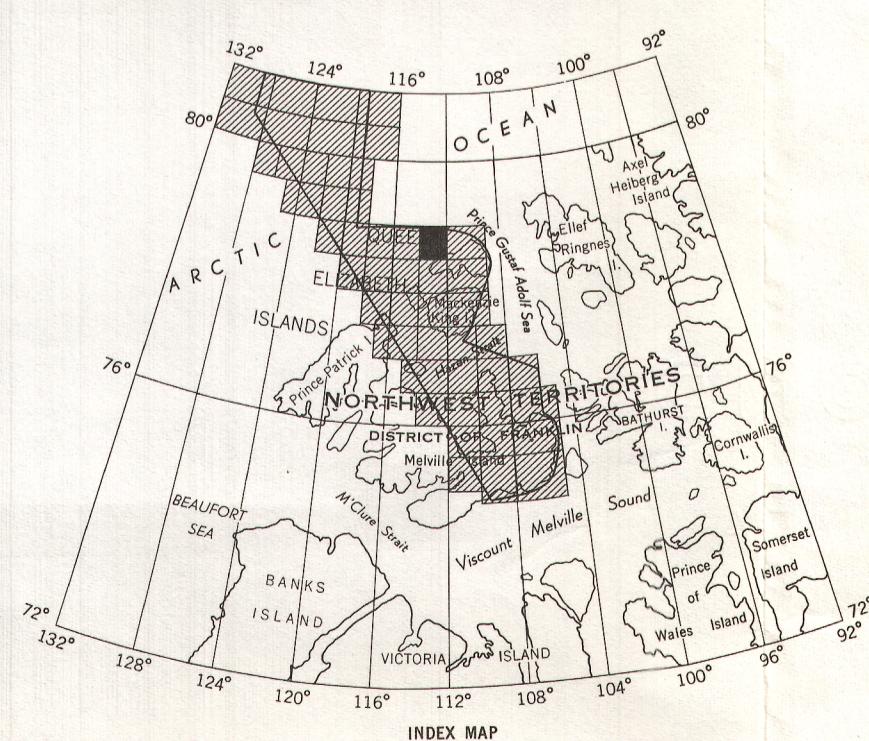 132°
124°
116°
108°
100°
92°
80°
OCEAN
80°
Axel
Heiberg
Island
Prince Gustaf Adolf Sea
Ellef
Ringnes
I.
QUEE
ARCTIC
ELIZABETH
Mackenzie
King I.
ISLANDS
Prince Patrick I.
Hazen Strait
76°
76°
NORTHWEST TERRITORIES
BATHURST
I.
DISTRICT OF FRANKLIN
Cornwallis
I.
Melville Island
BEAUFORT
SEA
M'Clure Strait
Viscount Melville Sound
Somerset
Island
BANKS
ISLAND
Prince
of
Wales Island
VICTORIA ISLAND
72°
72°
132°
128°
124°
120°
116°
112°
108°
104°
100°
96°
92°
INDEX MAP